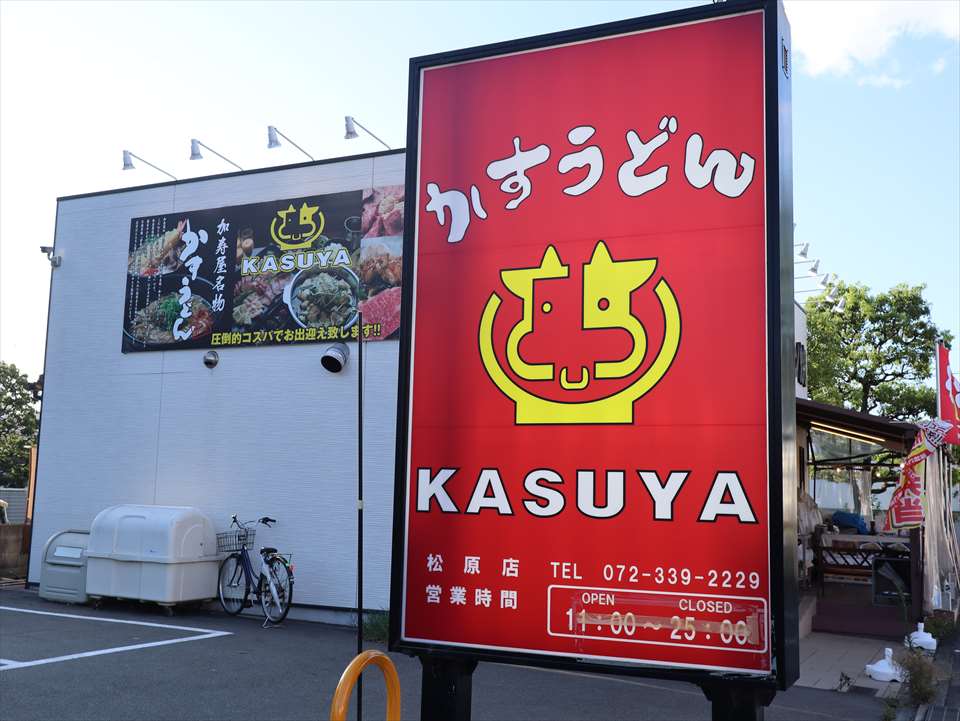 かすうどん
KASUYA
松原店 TEL 072-339-2229
営業時間
OPEN CLOSED
11:00~25:00
加寿屋名物
かすうどん
KASUYA
圧倒的コスパでお出迎え致します!!